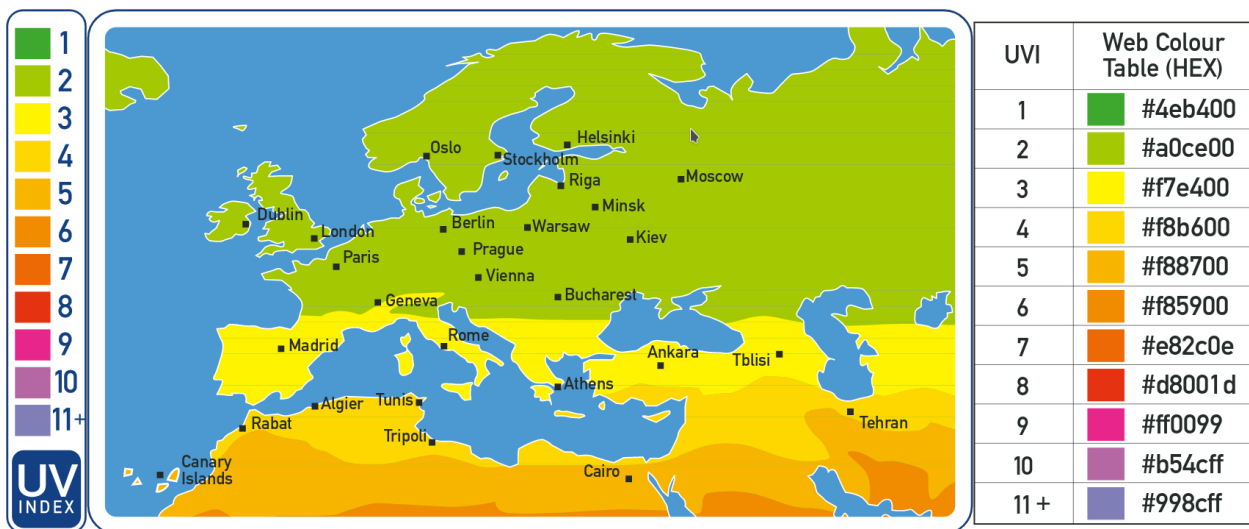 1
2
3
4
5
6
7
8
9
10
11+
UV
INDEX
Helsinki
Oslo
Stockholm
Riga
Moscow
Minsk
Dublin
London
Berlin
Warsaw
Kiev
Prague
Paris
Vienna
Geneva
Bucharest
Madrid
Rome
Ankara
Tblisi
Athens
Algier
Tunis
Rabat
Tripoli
Tehran
Canary
Islands
Cairo
UVI
Web Colour
Table (HEX)
1 #4eb400
2 #a0ce00
3 #f7e400
4 #f8b600
5 #f88700
6 #f85900
7 #e82c0e
8 #d8001d
9 #ff0099
10 #b54cff
11 + #998cff